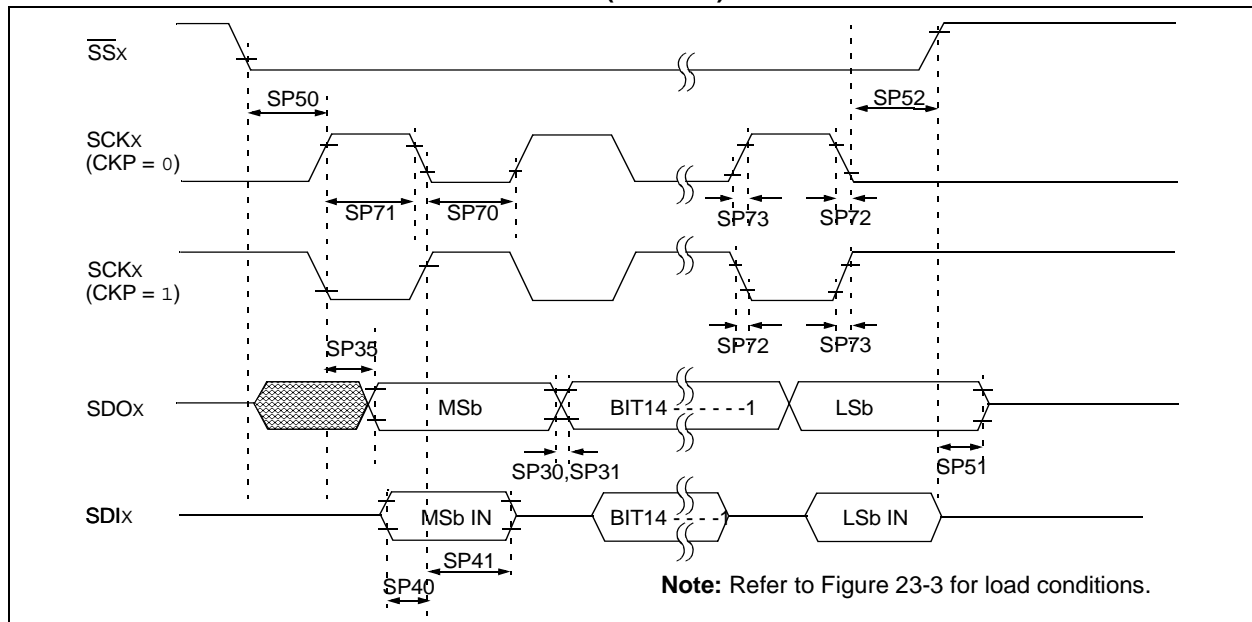 SSx
SP50
SP52
SCKx
(CKP = 0)
SP71
SP70
SP73
SP72
SCKx
(CKP = 1)
SP72
SP73
SP35
SDOx
MSb
BIT14 - - - - - -1
LSb
SP30,SP31
SP51
SDIx
MSb IN
BIT14 - - - - 1
LSb IN
SP41
SP40
Note: Refer to Figure 23-3 for load conditions.